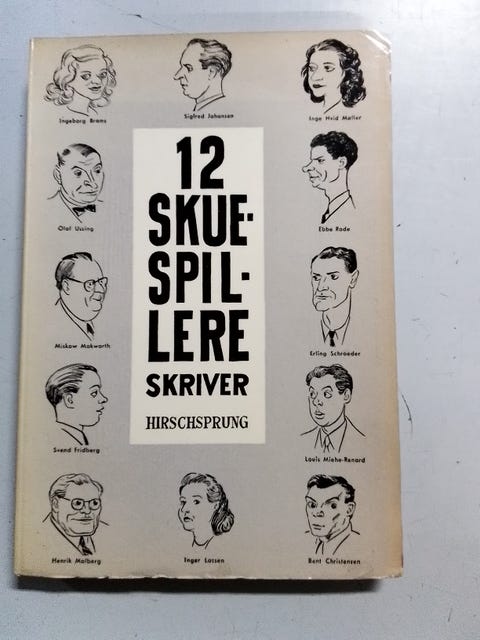 Ingeborg Brams
Sigfred Johansen
Inge Hvid Møller
12
SKUE-
SPIL-
LERE
SKRIVER
HIRSCHSPRUNG
Olaf Ussing
Ebbe Rode
Miskow Makwarth
Erling Schroeder
Svend Fridberg
Louis Miehe-Renard
Henrik Malberg
Inger Lassen
Bent Christensen